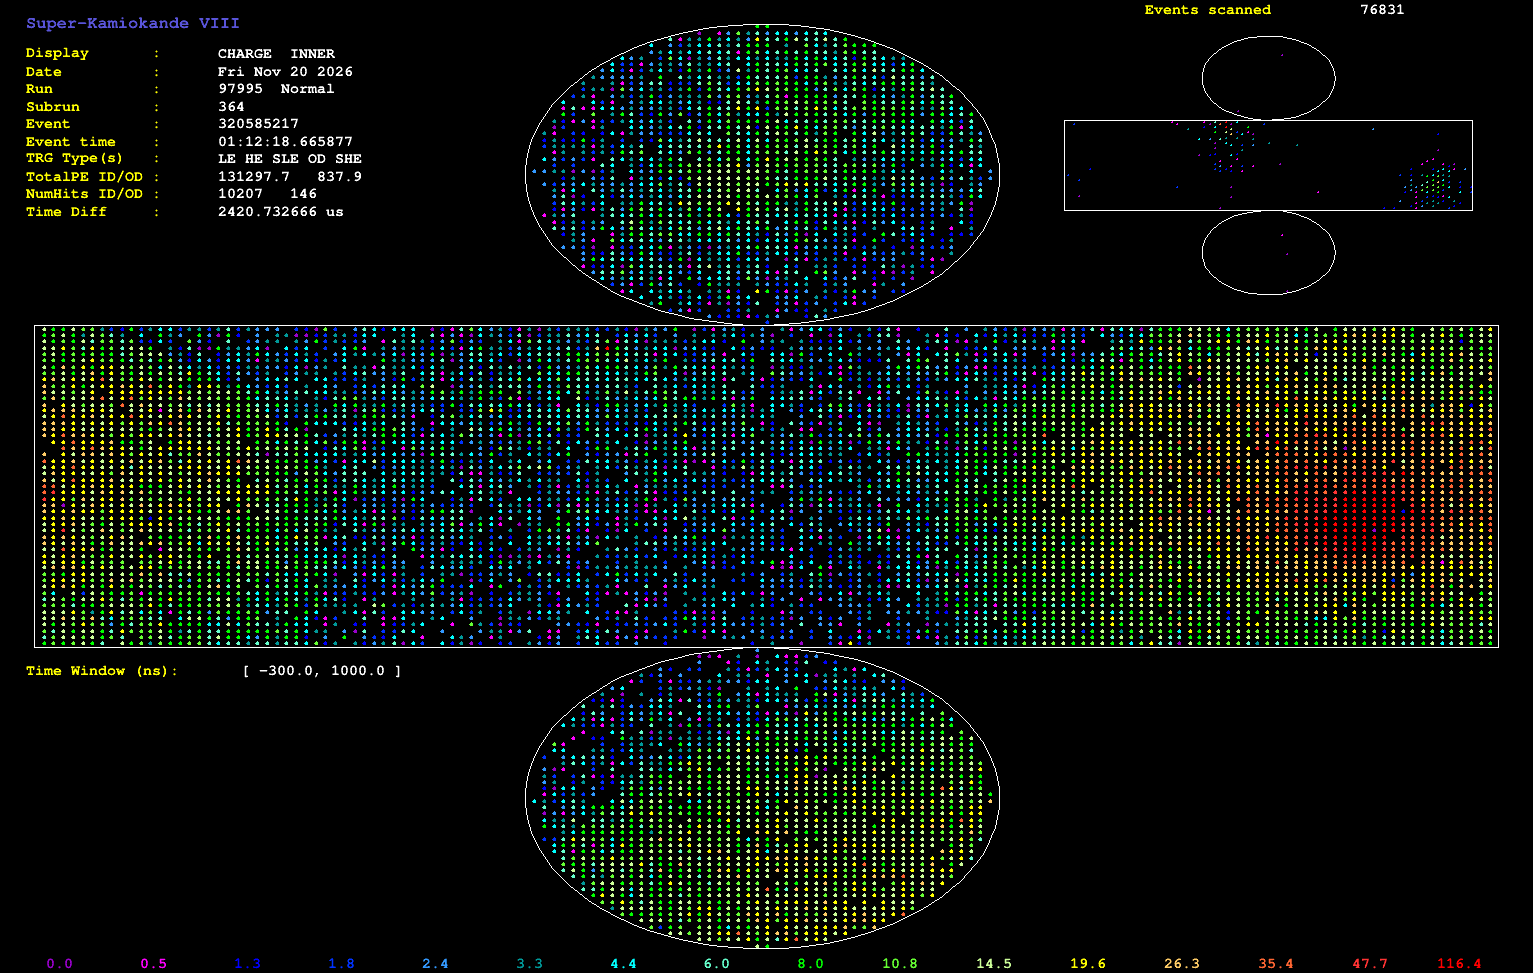 Super-Kamiokande VIII
Events scanned 76831
Display : CHARGE INNER
Date : Fri Nov 20 2026
Run : 97995 Normal
Subrun : 364
Event : 320585217
Event time : 01:12:18.665877
TRG Type(s) : LE HE SLE OD SHE
TotalPE ID/OD : 131297.7 837.9
NumHits ID/OD : 10207 146
Time Diff : 2420.732666 us
Time Window (ns): [ −300.0, 1000.0 ]
0.0 0.5 1.3 1.8 2.4 3.3 4.4 6.0 8.0 10.8 14.5 19.6 26.3 35.4 47.7 116.4